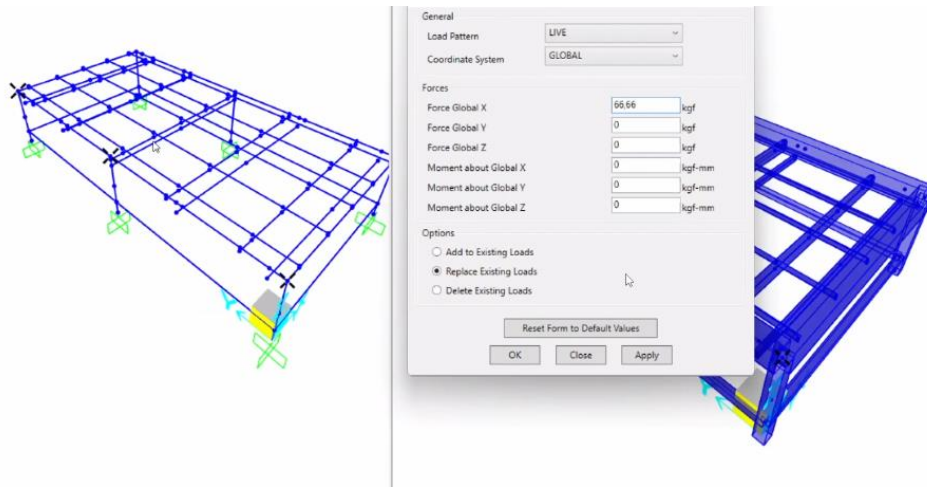 General
Load Pattern LIVE
Coordinate System GLOBAL
Forces
Force Global X 66,66 kgf
Force Global Y 0 kgf
Force Global Z 0 kgf
Moment about Global X 0 kgf-mm
Moment about Global Y 0 kgf-mm
Moment about Global Z 0 kgf-mm
Options
Add to Existing Loads
Replace Existing Loads
Delete Existing Loads
Reset Form to Default Values
OK Close Apply